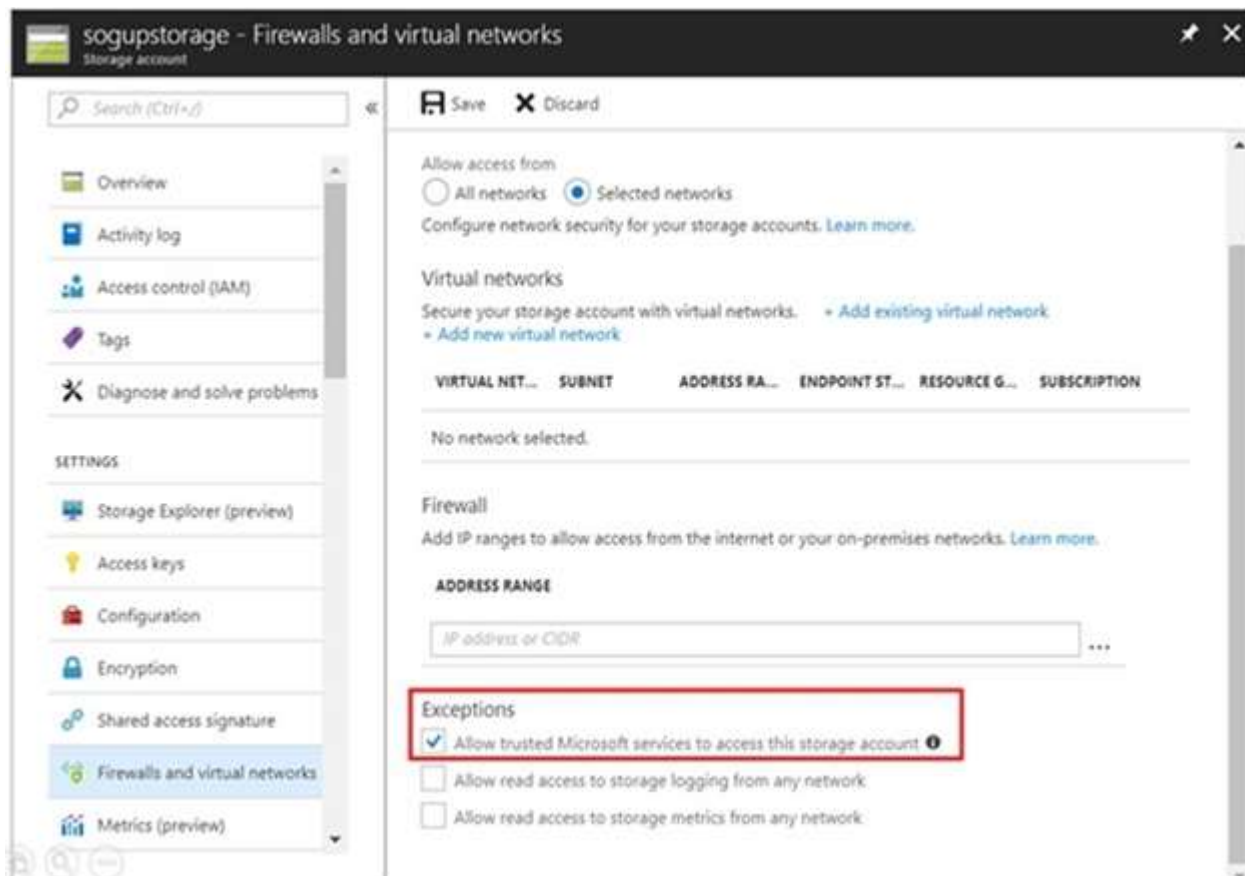 sogupstorage - Firewalls and virtual networks
Storage account
Search (Ctrl+/)
«
Overview
Activity log
Access control (IAM)
Tags
Diagnose and solve problems
SETTINGS
Storage Explorer (preview)
Access keys
Configuration
Encryption
Shared access signature
Firewalls and virtual networks
Metrics (preview)
Save Discard
Allow access from
All networks Selected networks
Configure network security for your storage accounts. Learn more.
Virtual networks
Secure your storage account with virtual networks. + Add existing virtual network
+ Add new virtual network
VIRTUAL NET... SUBNET ADDRESS RA... ENDPOINT ST... RESOURCE G... SUBSCRIPTION
No network selected.
Firewall
Add IP ranges to allow access from the internet or your on-premises networks. Learn more.
ADDRESS RANGE
IP address or CIDR
...
Exceptions
Allow trusted Microsoft services to access this storage account
Allow read access to storage logging from any network
Allow read access to storage metrics from any network